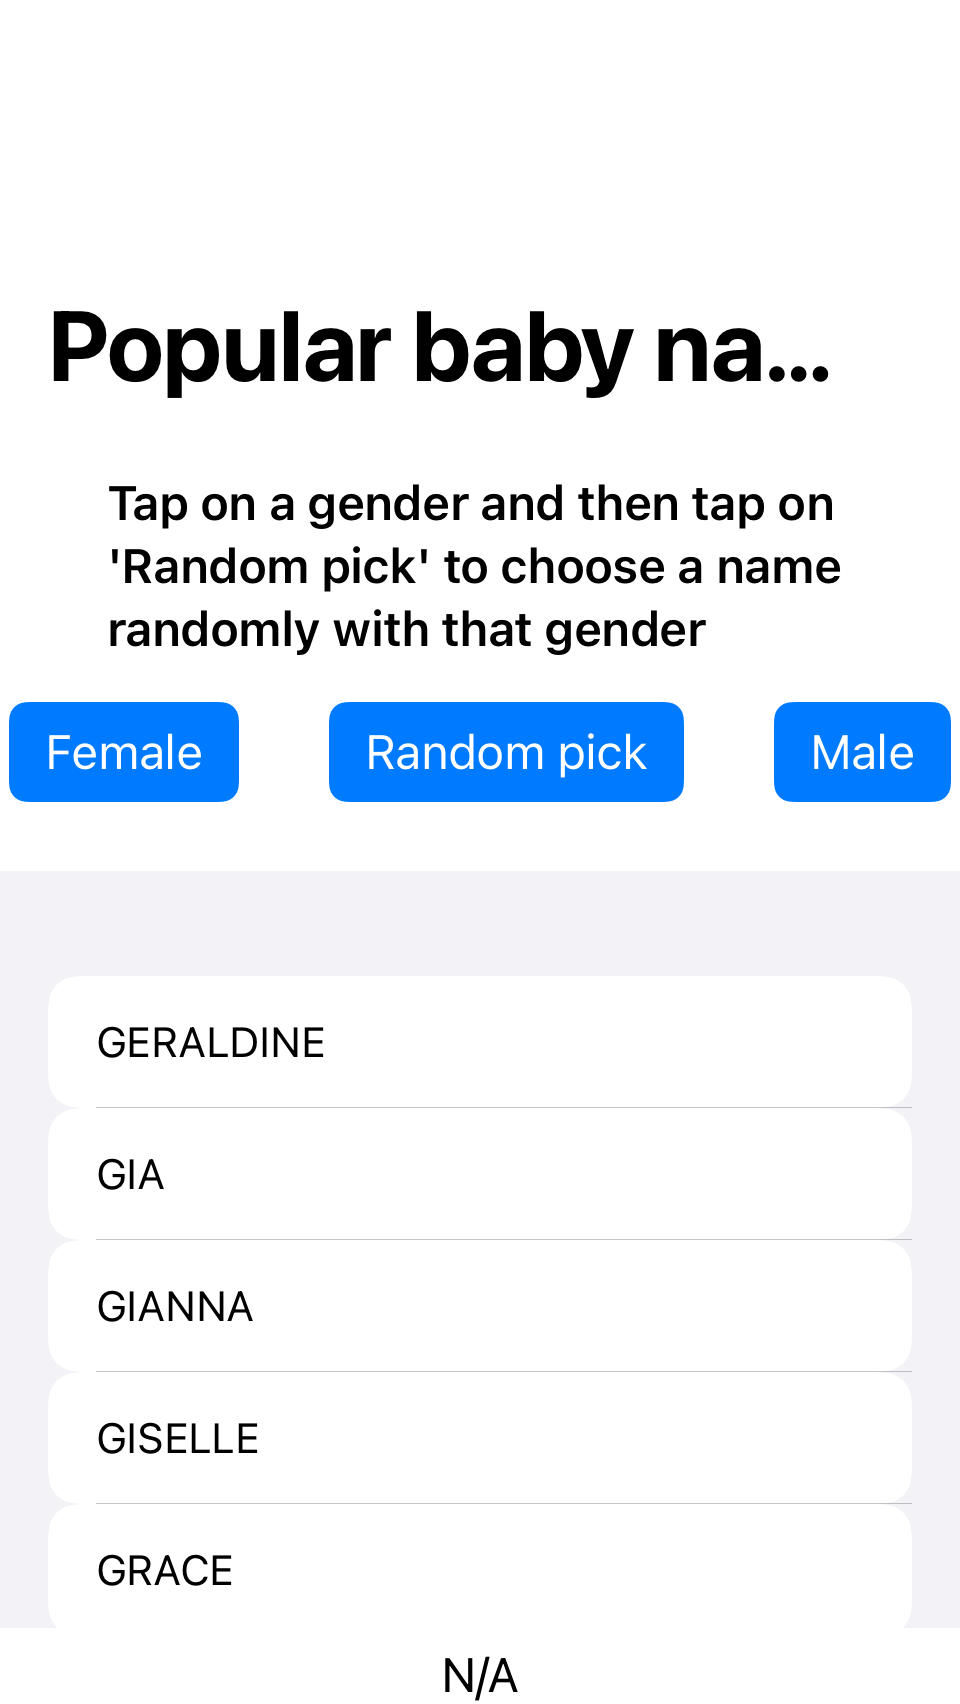 Popular baby na...
Tap on a gender and then tap on
'Random pick' to choose a name
randomly with that gender
Female Random pick Male
GERALDINE
GIA
GIANNA
GISELLE
GRACE
N/A